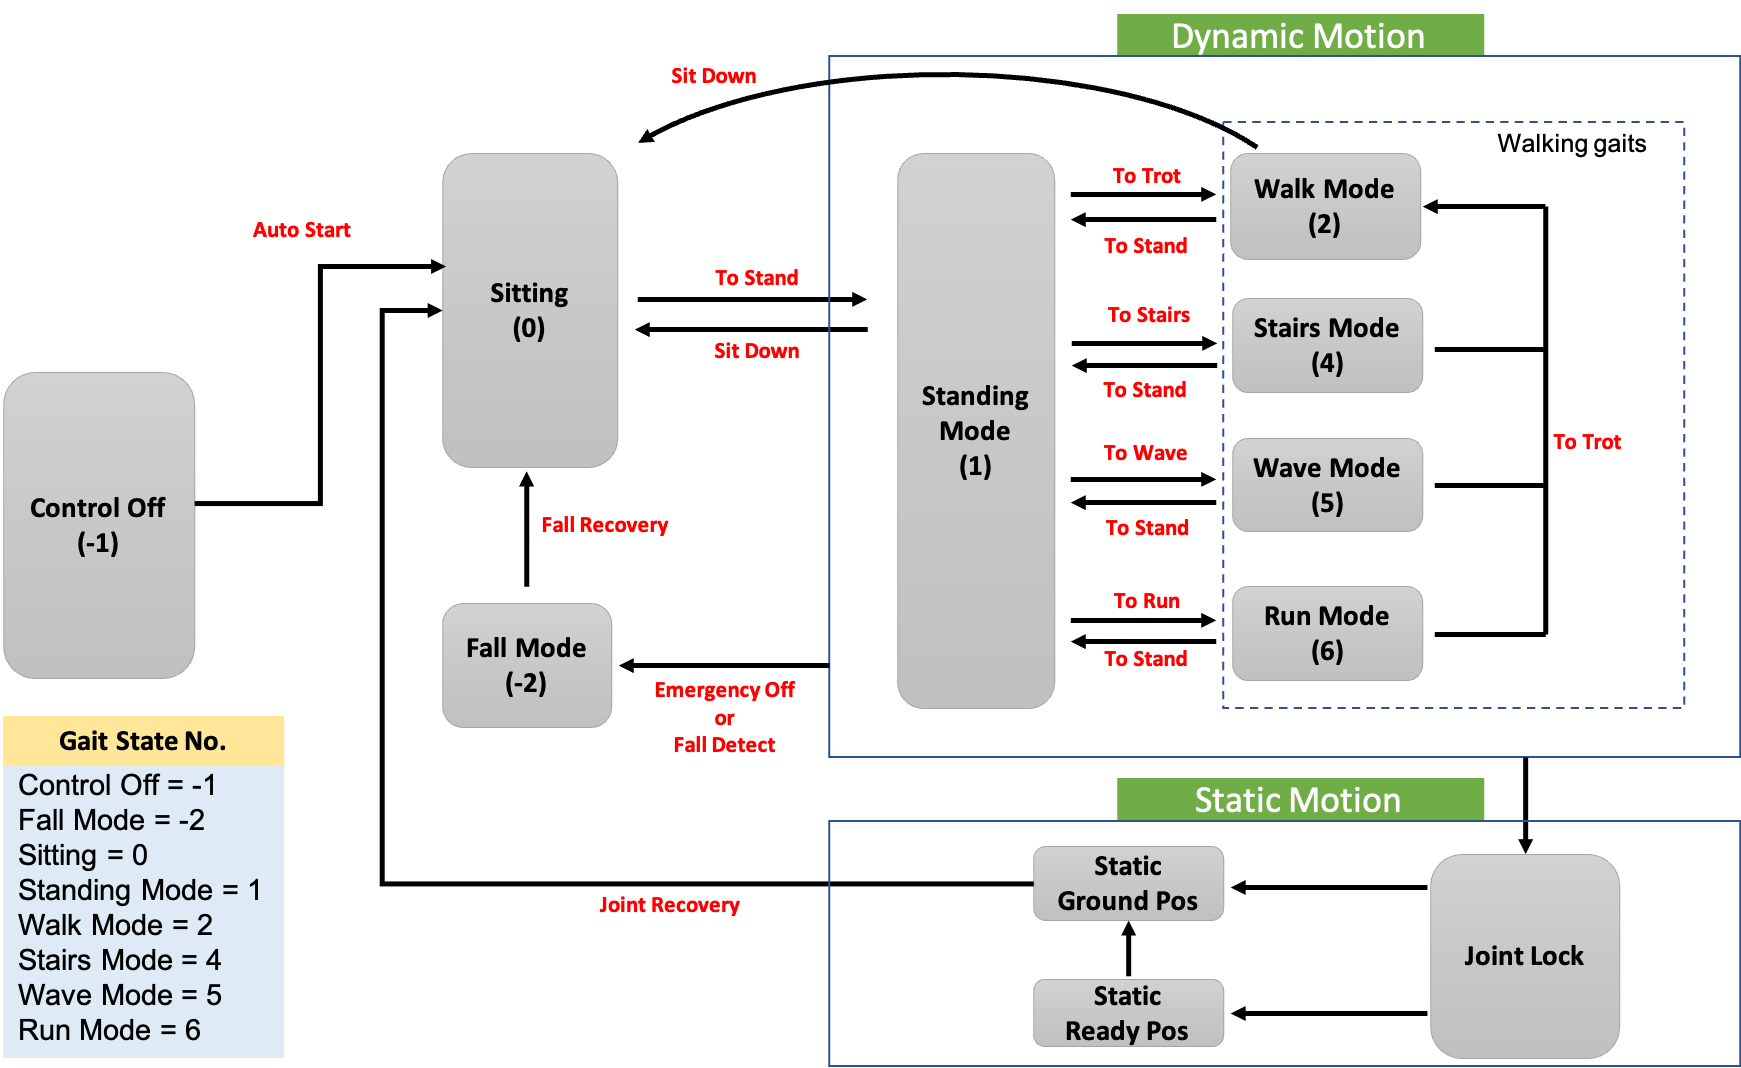 Dynamic Motion
Sit Down
Walking gaits
Auto Start
Sitting
(0)
To Stand
Sit Down
Control Off
(-1)
Fall Recovery
Fall Mode
(-2)
Emergency Off
or
Fall Detect
Standing
Mode
(1)
To Trot
To Stand
Walk Mode
(2)
To Stairs
To Stand
Stairs Mode
(4)
To Wave
To Stand
Wave Mode
(5)
To Run
To Stand
Run Mode
(6)
To Trot
Gait State No.
Control Off = -1
Fall Mode = -2
Sitting = 0
Standing Mode = 1
Walk Mode = 2
Stairs Mode = 4
Wave Mode = 5
Run Mode = 6
Static Motion
Joint Recovery
Static
Ground Pos
Static
Ready Pos
Joint Lock